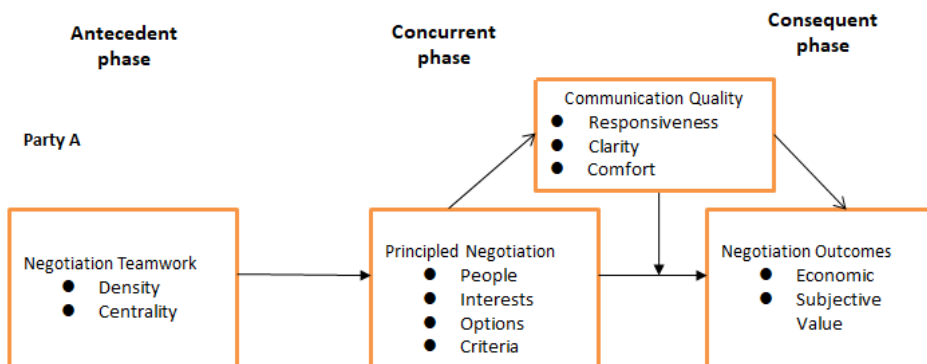 Antecedent
phase
Concurrent
phase
Consequent
phase
Party A
Communication Quality
● Responsiveness
● Clarity
● Comfort
Negotiation Teamwork
● Density
● Centrality
Principled Negotiation
● People
● Interests
● Options
● Criteria
Negotiation Outcomes
● Economic
● Subjective
Value